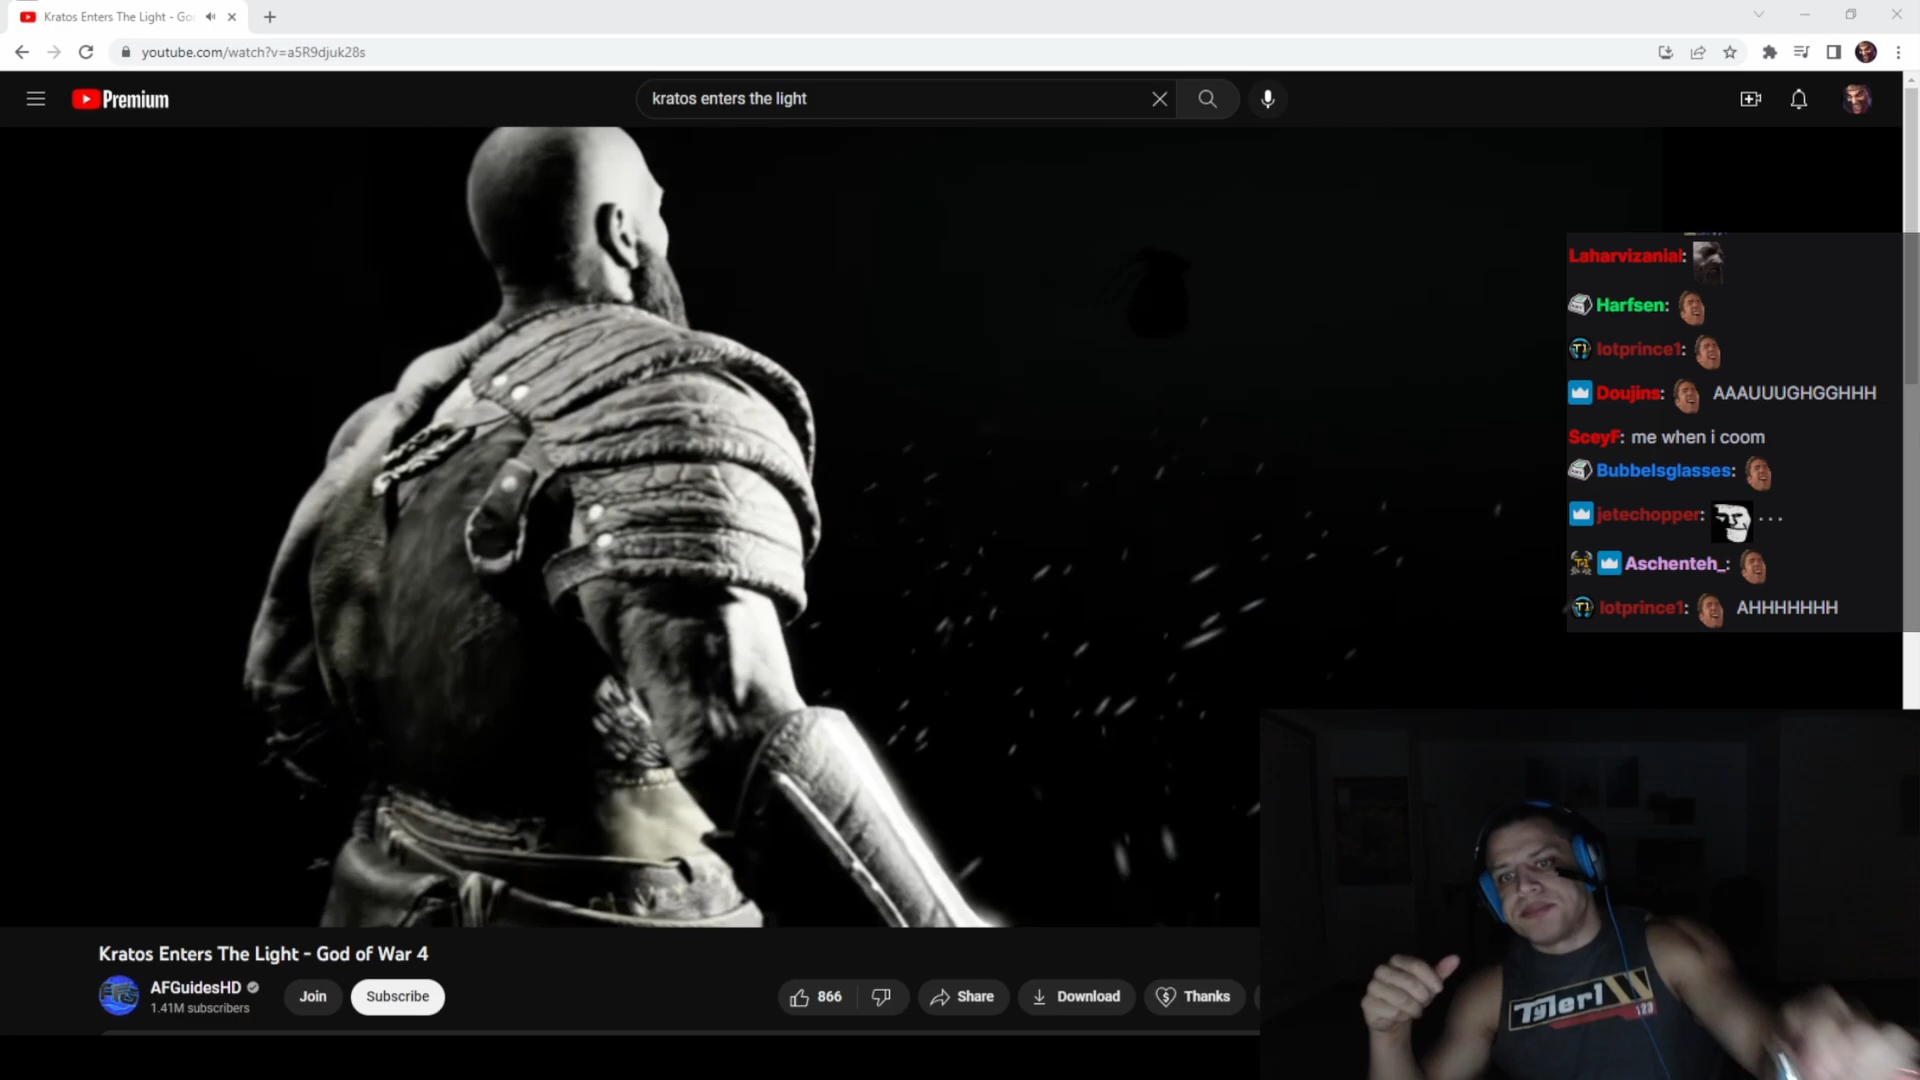 Kratos Enters The Light - Go
youtube.com/watch?v=a5R9djuk28s
Premium
kratos enters the light
Laharvizanial:
Harfsen:
lotprince1:
Doujins: AAAUUUGHGGHHH
SceyF: me when i coom
Bubbelsglasses:
jetechopper: ...
Aschenteh_:
lotprince1: AHHHHHHH
Kratos Enters The Light - God of War 4
AFGuidesHD
1.41M subscribers
Join
Subscribe
866
Share
Download
Thanks
Tyler1
123